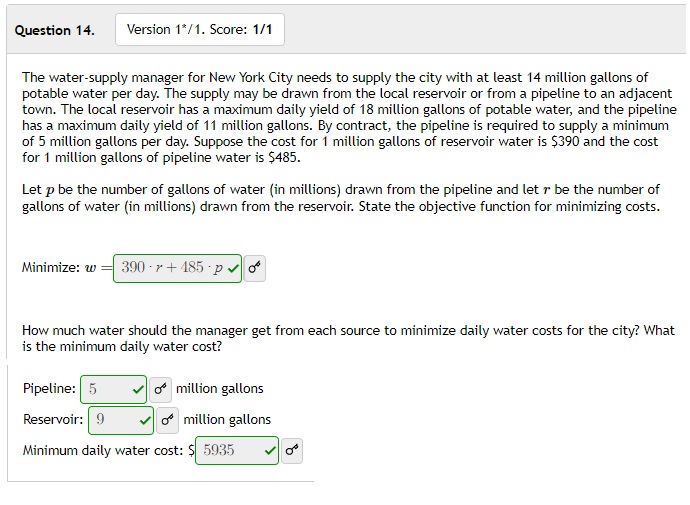 Question 14.
Version 1*/1. Score: 1/1
The water-supply manager for New York City needs to supply the city with at least 14 million gallons of
potable water per day. The supply may be drawn from the local reservoir or from a pipeline to an adjacent
town. The local reservoir has a maximum daily yield of 18 million gallons of potable water, and the pipeline
has a maximum daily yield of 11 million gallons. By contract, the pipeline is required to supply a minimum
of 5 million gallons per day. Suppose the cost for 1 million gallons of reservoir water is $390 and the cost
for 1 million gallons of pipeline water is $485.
Let p be the number of gallons of water (in millions) drawn from the pipeline and let r be the number of
gallons of water (in millions) drawn from the reservoir. State the objective function for minimizing costs.
Minimize: w = 390 · r + 485 · p
How much water should the manager get from each source to minimize daily water costs for the city? What
is the minimum daily water cost?
Pipeline: 5 million gallons
Reservoir: 9 million gallons
Minimum daily water cost: $ 5935